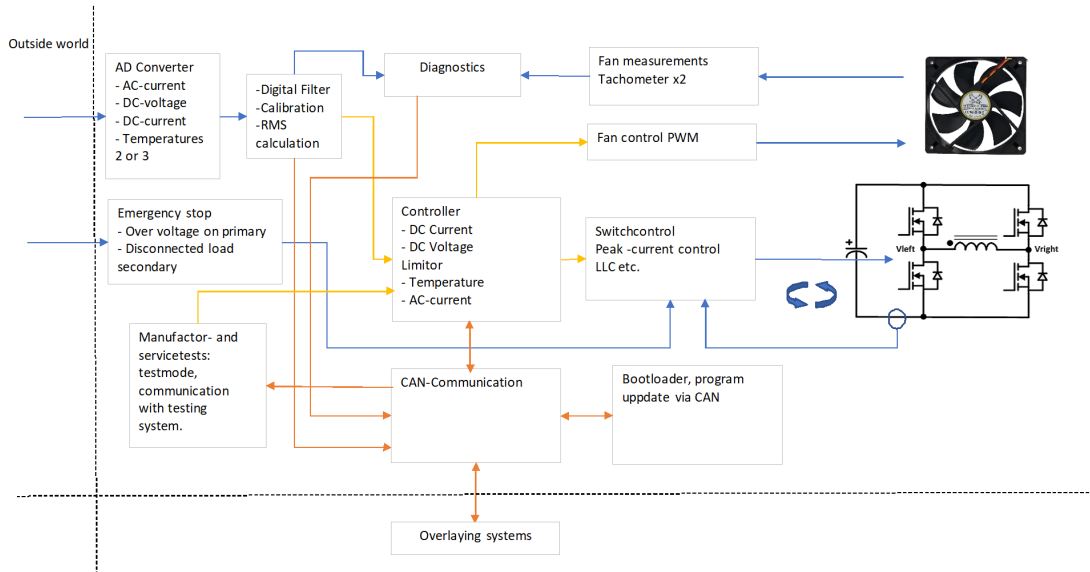 Outside world
AD Converter
- AC-current
- DC-voltage
- DC-current
- Temperatures
2 or 3
-Digital Filter
- Calibration
-RMS
calculation
Diagnostics
Fan measurements
Tachometer x2
Fan control PWM
Emergency stop
- Over voltage on primary
- Disconnected load
secondary
Controller
- DC Current
- DC Voltage
Limitor
- Temperature
- AC-current
Switchcontrol
Peak -current control
LLC etc.
+
Vleft
Vright
Manufactor- and
servicetests:
testmode,
communication
with testing
system.
CAN-Communication
Bootloader, program
uppdate via CAN
Overlaying systems